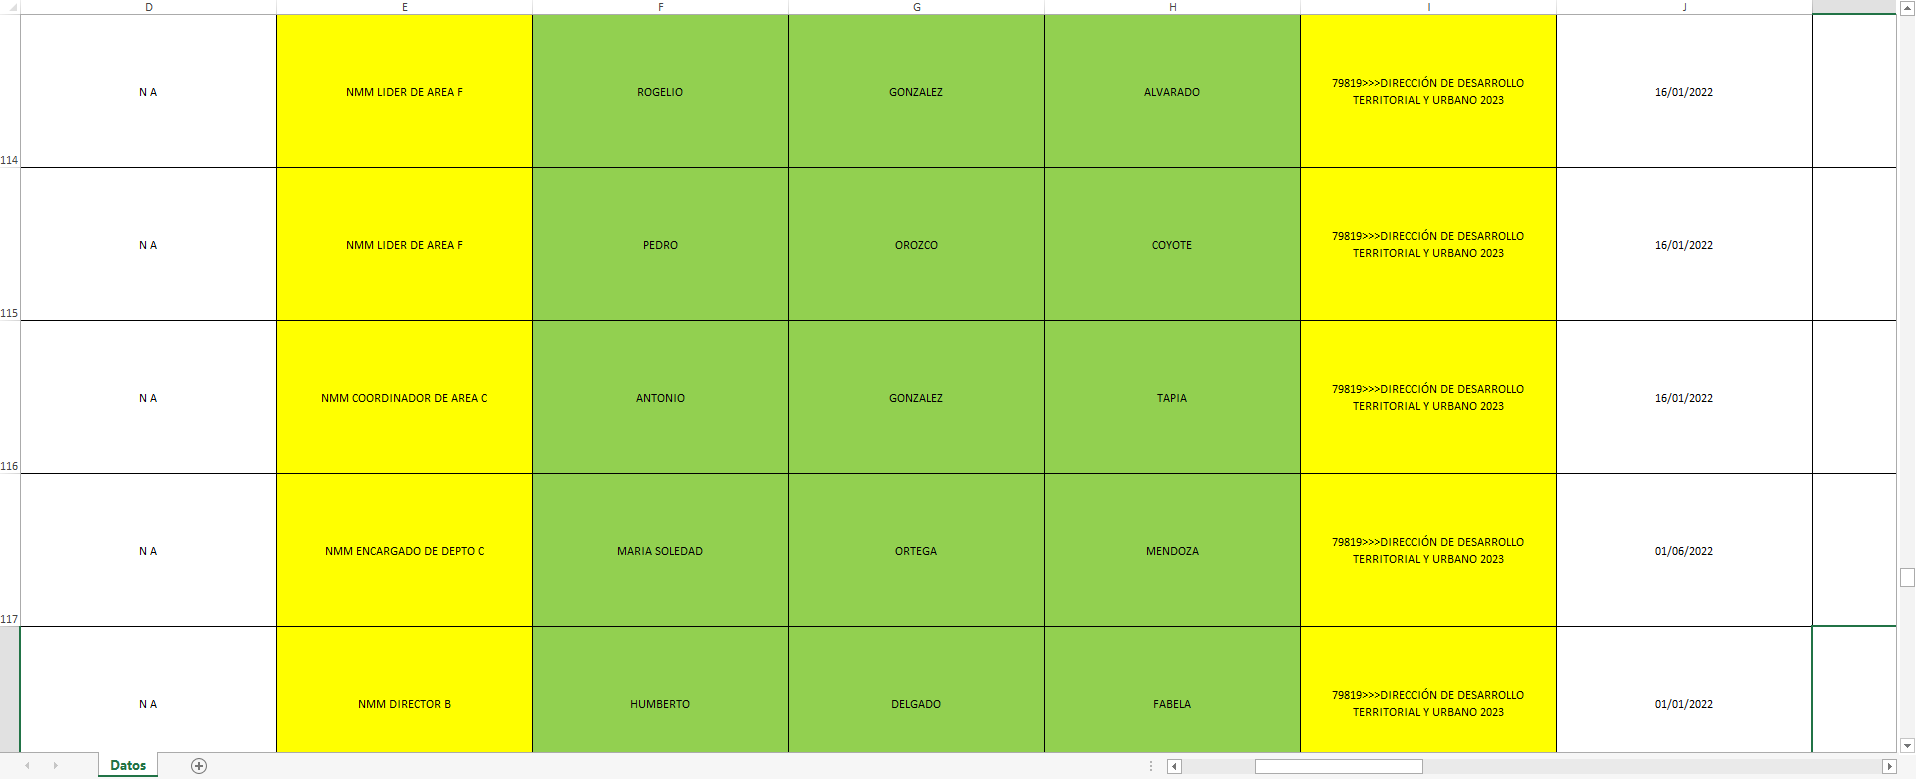 D E F G H I J
N A NMM LIDER DE AREA F ROGELIO GONZALEZ ALVARADO 79819>>>DIRECCIÓN DE DESARROLLO
TERRITORIAL Y URBANO 2023 16/01/2022
114
N A NMM LIDER DE AREA F PEDRO OROZCO COYOTE 79819>>>DIRECCIÓN DE DESARROLLO
TERRITORIAL Y URBANO 2023 16/01/2022
115
N A NMM COORDINADOR DE AREA C ANTONIO GONZALEZ TAPIA 79819>>>DIRECCIÓN DE DESARROLLO
TERRITORIAL Y URBANO 2023 16/01/2022
116
N A NMM ENCARGADO DE DEPTO C MARIA SOLEDAD ORTEGA MENDOZA 79819>>>DIRECCIÓN DE DESARROLLO
TERRITORIAL Y URBANO 2023 01/06/2022
117
N A NMM DIRECTOR B HUMBERTO DELGADO FABELA 79819>>>DIRECCIÓN DE DESARROLLO
TERRITORIAL Y URBANO 2023 01/01/2022
Datos